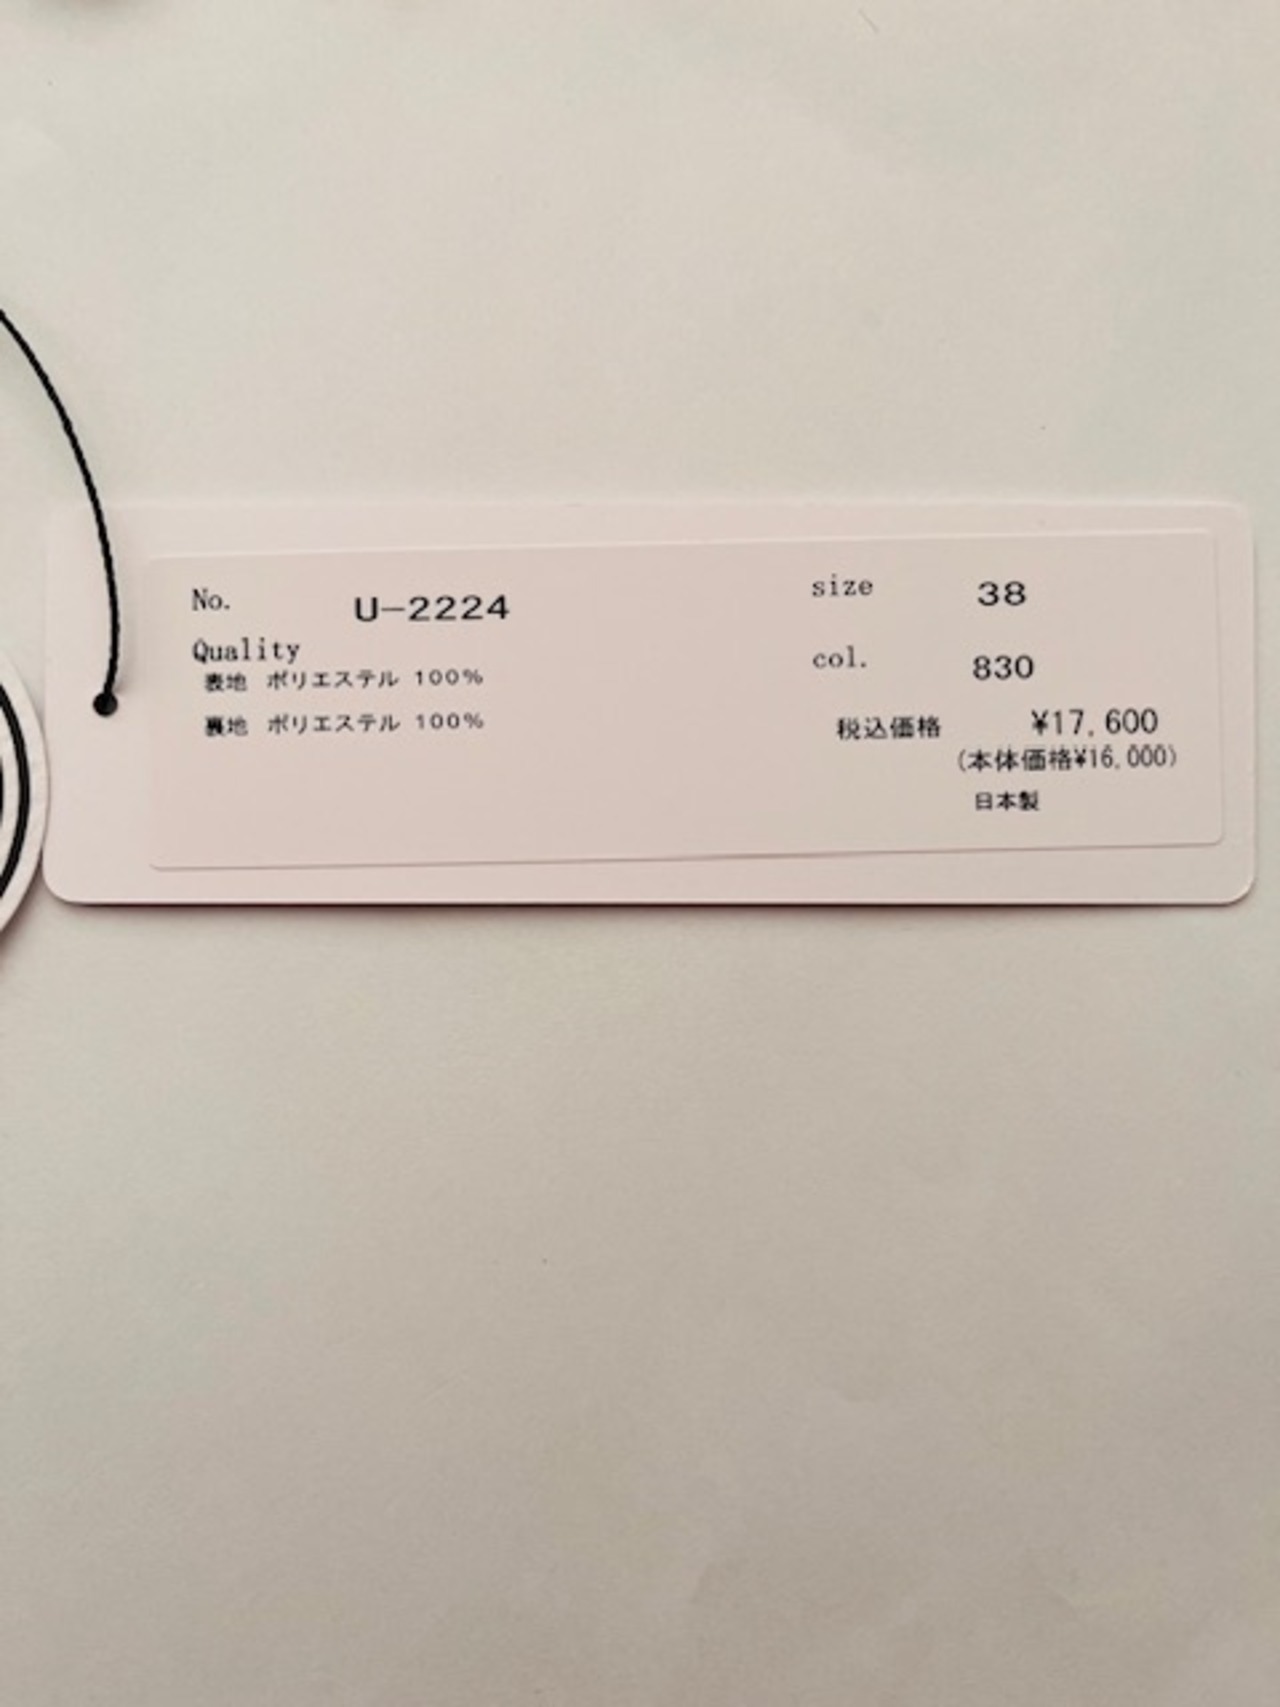 No. U-2224
Quality
表地 ポリエステル 100%
裏地 ポリエステル 100%
size 38
col. 830
税込価格 ¥17,600
(本体価格¥16,000)
日本製